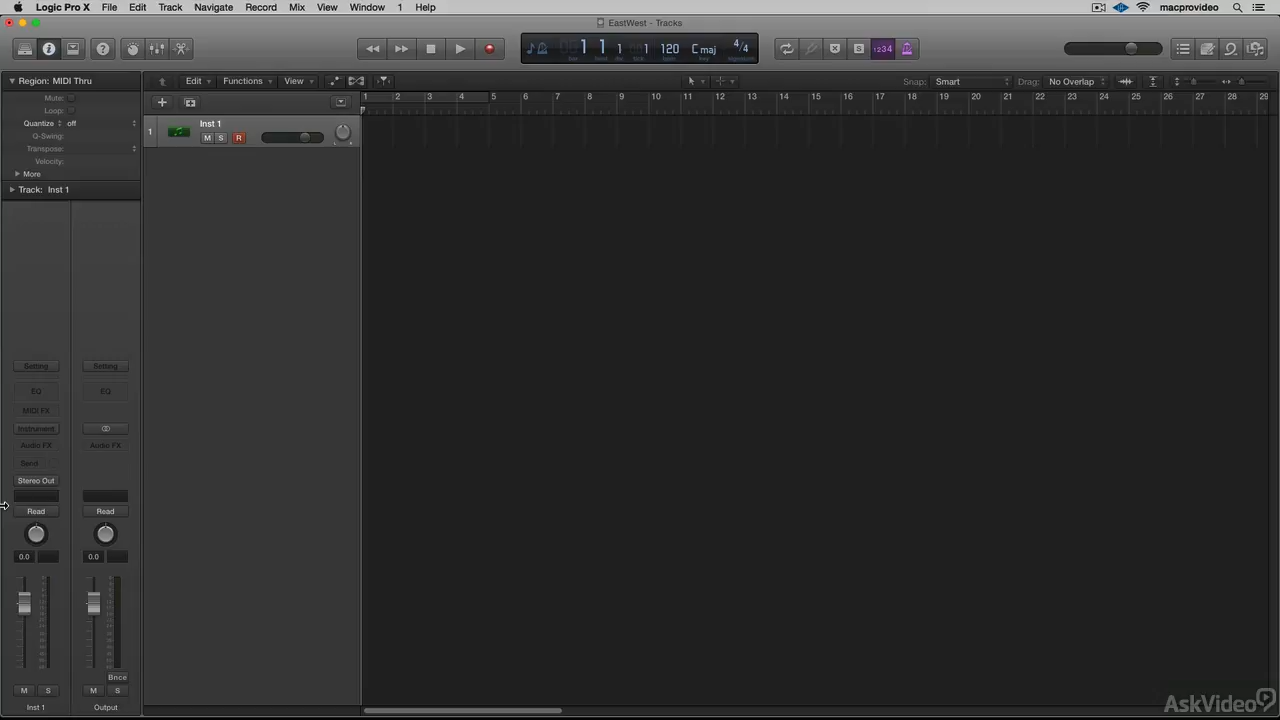 Logic Pro X File Edit Track Navigate Record Mix View Window 1 Help macprovideo
EastWest - Tracks
1 1 1 120 C maj 4/4
1234
Region: MIDI Thru
Edit Functions View Snap: Smart Drag: No Overlap
Mute:
Loop:
Quantize off
Q-Swing:
Transpose:
Velocity:
More
Track: Inst 1
1 2 3 4 5 6 7 8 9 10 11 12 13 14 15 16 17 18 19 20 21 22 23 24 25 26 27 28 29
1 Inst 1
M S R
Setting Setting
EQ EQ
MIDI FX
Instrument
Audio FX Audio FX
Send
Stereo Out
Read Read
0.0 0.0
Bnce
M S M S
Inst 1 Output
AskVideo